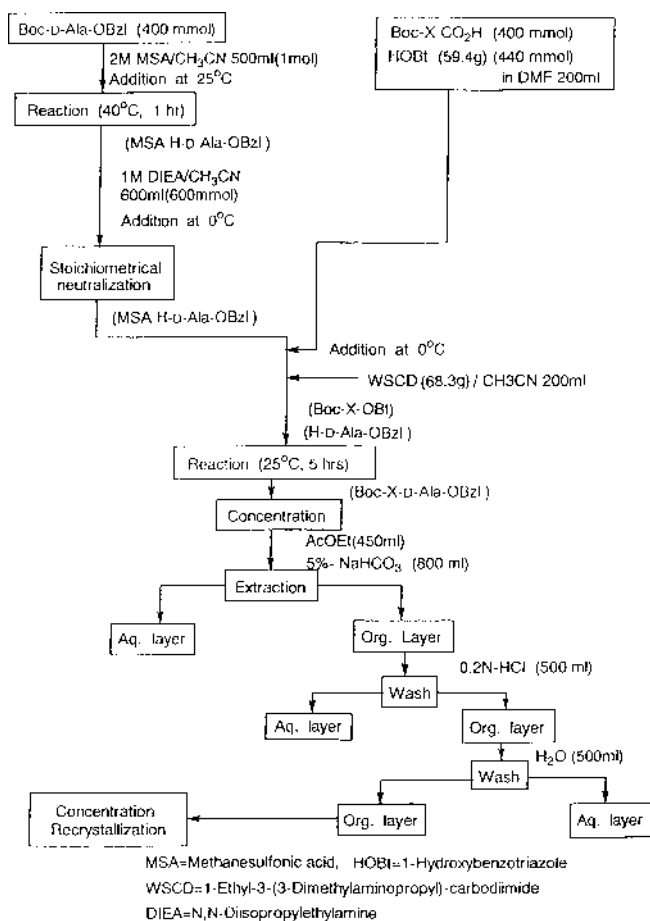 Boc-D-Ala-OBzl (400 mmol)
2M MSA/CH3CN 500ml(1mol)
Addition at 25°C
Reaction (40°C, 1 hr)
(MSA H-D Ala-OBzl)
1M DIEA/CH3CN
600ml(600mmol)
Addition at 0°C
Stoichiometrical
neutralization
(MSA H-D-Ala-OBzl)
Boc-X CO2H (400 mmol)
HOBt (59.4g) (440 mmol)
in DMF 200ml
Addition at 0°C
WSCD (68.3g) / CH3CN 200ml
(Boc-X-OBt)
(H-D-Ala-OBzl)
Reaction (25°C, 5 hrs)
(Boc-X-D-Ala-OBzl)
Concentration
AcOEt(450ml)
5%- NaHCO3 (800 ml)
Extraction
Aq. layer
Org. Layer
0.2N-HCl (500 ml)
Wash
Aq. layer
Org. layer
H2O (500ml)
Wash
Concentration
Recrystallization
Org. layer
Aq. layer
MSA=Methanesulfonic acid, HOBt=1-Hydroxybenzotriazole
WSCD=1-Ethyl-3-(3-Dimethylaminopropyl)-carbodiimide
DIEA=N,N-Diisopropylethylamine